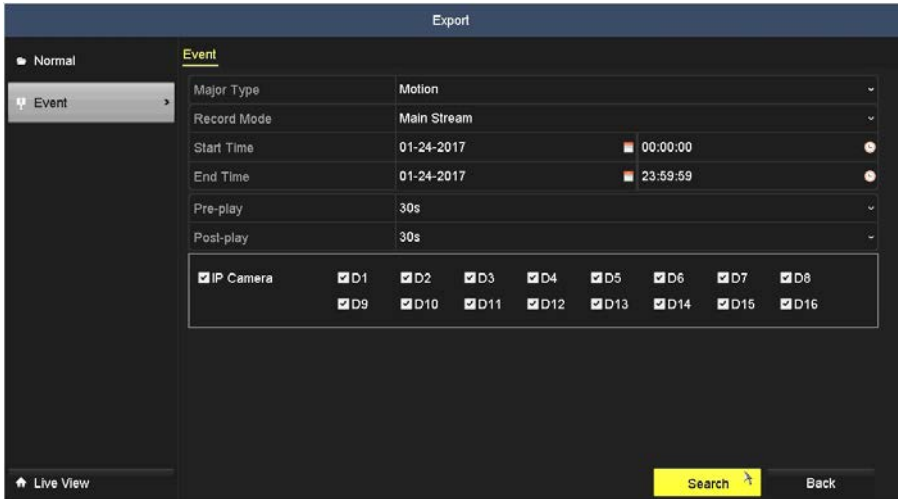 Export
Normal
Event
Event
Major Type Motion
Record Mode Main Stream
Start Time 01-24-2017 00:00:00
End Time 01-24-2017 23:59:59
Pre-play 30s
Post-play 30s
IP Camera D1 D2 D3 D4 D5 D6 D7 D8
D9 D10 D11 D12 D13 D14 D15 D16
Live View
Search Back